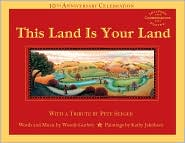 10TH ANNIVERSARY CELEBRATION
This Land Is Your Land
WITH A TRIBUTE BY PETE SEEGER
Words and Music by Woody Guthrie
Paintings by Kathy Jakobsen